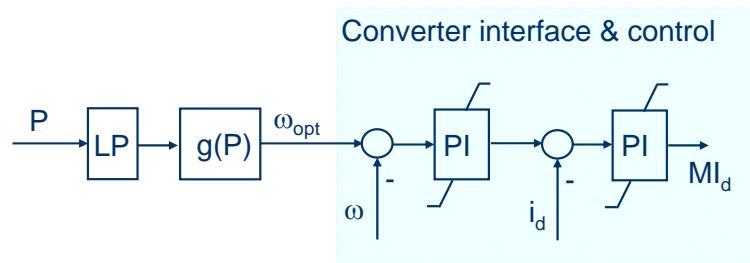 Converter interface & control
P
LP
g(P)
ωopt
-
ω
PI
-
id
PI
MId